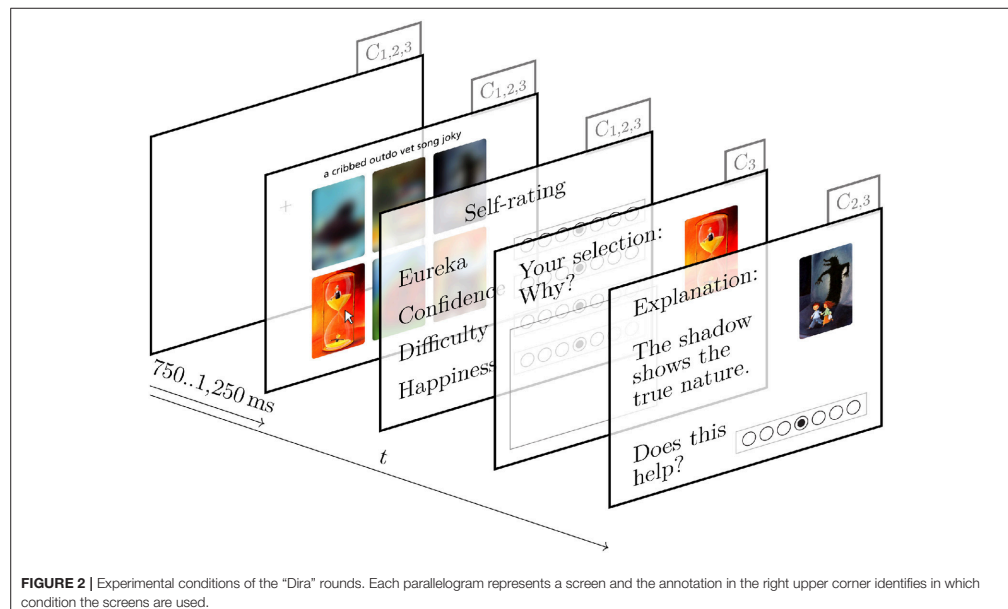 C1,2,3
C1,2,3
C1,2,3
C3
C2,3
a cribbed outdo vet song joky
+
Self-rating
Eureka
Confidence
Difficulty
Happiness
Your selection:
Why?
Explanation:
The shadow
shows the
true nature.
Does this
help?
750..1,250 ms
t
FIGURE 2 | Experimental conditions of the “Dira” rounds. Each parallelogram represents a screen and the annotation in the right upper corner identifies in which
condition the screens are used.